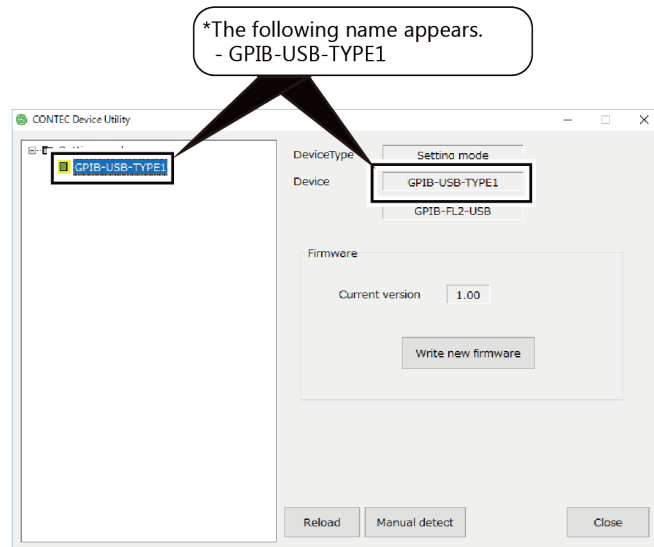 *The following name appears.
- GPIB-USB-TYPE1
CONTEC Device Utility
GPIB-USB-TYPE1
DeviceType
Setting mode
Device
GPIB-USB-TYPE1
GPIB-FL2-USB
Firmware
Current version
1.00
Write new firmware
Reload
Manual detect
Close